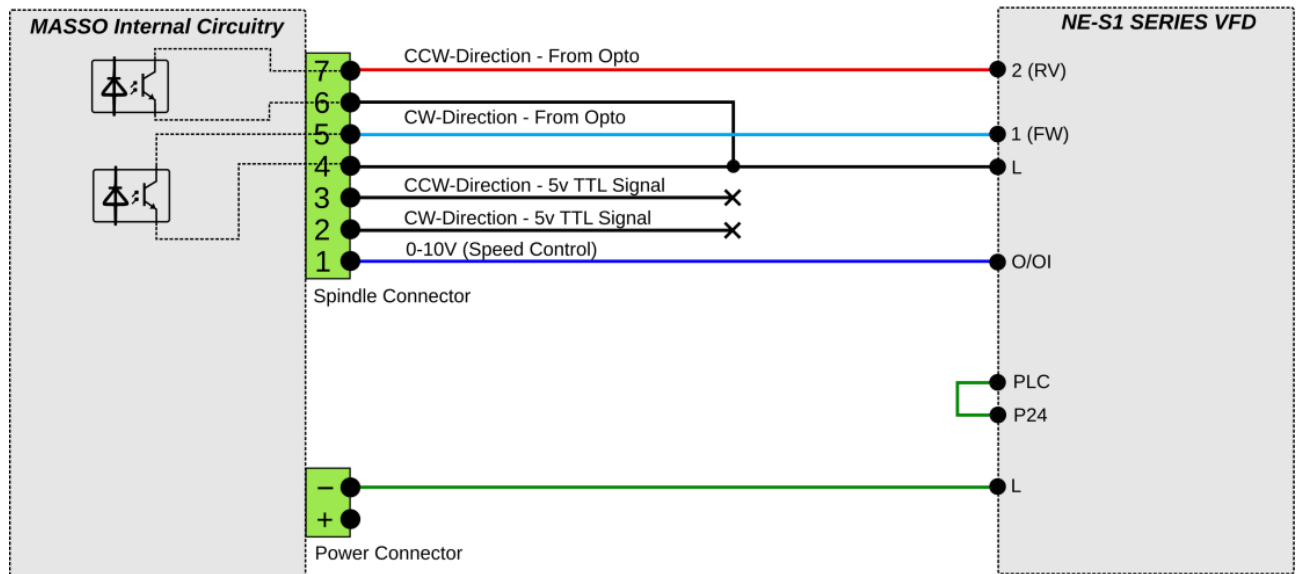 MASSO Internal Circuitry
NE-S1 SERIES VFD
CCW-Direction - From Opto
7
2 (RV)
6
CW-Direction - From Opto
5
1 (FW)
4
L
CCW-Direction - 5v TTL Signal
3
CW-Direction - 5v TTL Signal
2
0-10V (Speed Control)
1
O/OI
Spindle Connector
PLC
P24
−
L
+
Power Connector